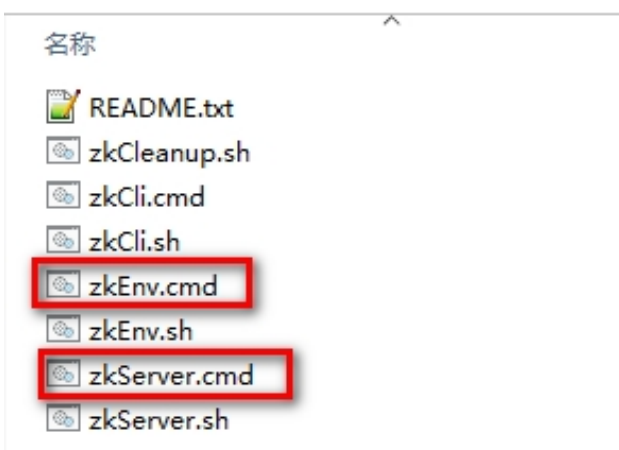 名称
README.txt
zkCleanup.sh
zkCli.cmd
zkCli.sh
zkEnv.cmd
zkEnv.sh
zkServer.cmd
zkServer.sh